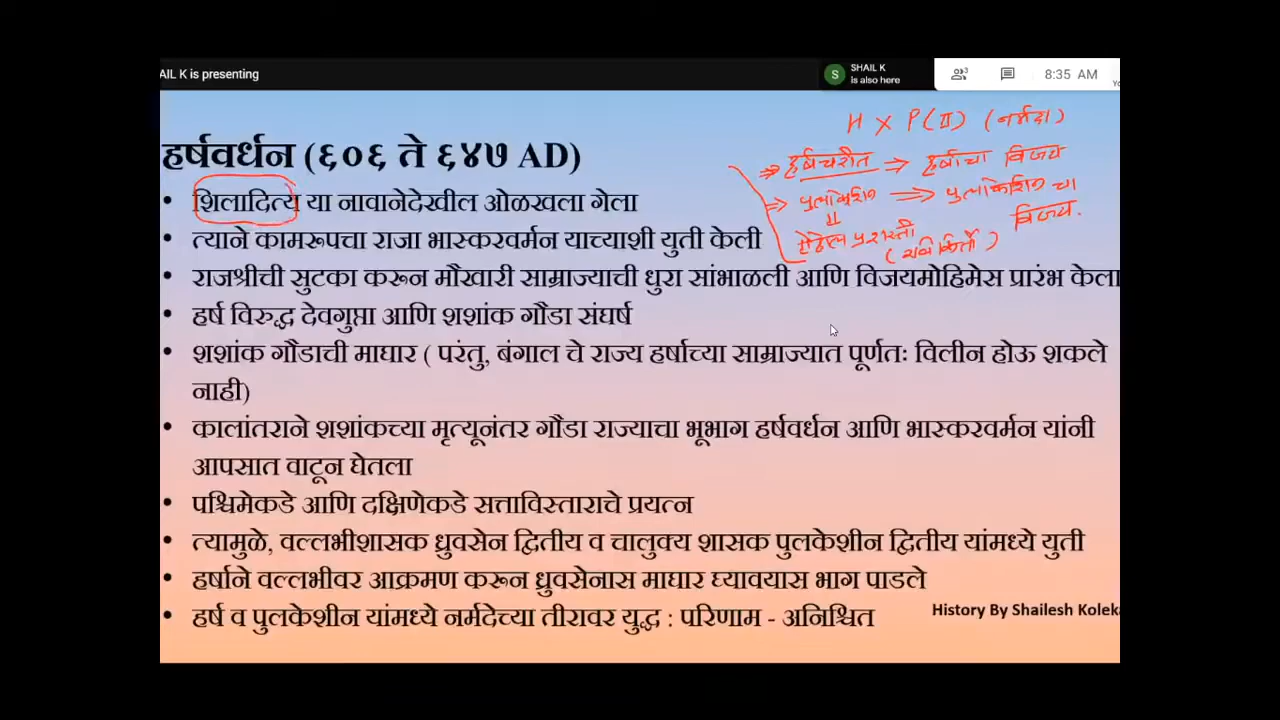 AIL K is presenting
S SHAIL K
is also here
3
8:35 AM
Yo
H X P(II) (नर्मदा)
हर्षवर्धन (६०६ ते ६४७ AD)
⇒ हर्षचरीत → हर्षाचा विजय
• शिलादित्य या नावानेदेखील ओळखला गेला
⇒ पुलकेशिन ⇒ पुलकेशिन चा
विजय.
• त्याने कामरूपचा राजा भास्करवर्मन याच्याशी युती केली
(रविकिर्ती)
• राजश्रीची सुटका करून मौखारी साम्राज्याची धुरा सांभाळली आणि विजयमोहिमेस प्रारंभ केला
• हर्ष विरुद्ध देवगुप्ता आणि शशांक गौडा संघर्ष
• शशांक गौडाची माघार ( परंतु, बंगाल चे राज्य हर्षाच्या साम्राज्यात पूर्णतः विलीन होऊ शकले
नाही)
• कालांतराने शशांकच्या मृत्यूनंतर गौडा राज्याचा भूभाग हर्षवर्धन आणि भास्करवर्मन यांनी
आपसात वाटून घेतला
• पश्चिमेकडे आणि दक्षिणेकडे सत्ताविस्ताराचे प्रयत्न
• त्यामुळे, वल्लभीशासक ध्रुवसेन द्वितीय व चालुक्य शासक पुलकेशीन द्वितीय यांमध्ये युती
• हर्षाने वल्लभीवर आक्रमण करून ध्रुवसेनास माघार घ्यावयास भाग पाडले
• हर्ष व पुलकेशीन यांमध्ये नर्मदेच्या तीरावर युद्ध : परिणाम - अनिश्चित
History By Shailesh Koleka